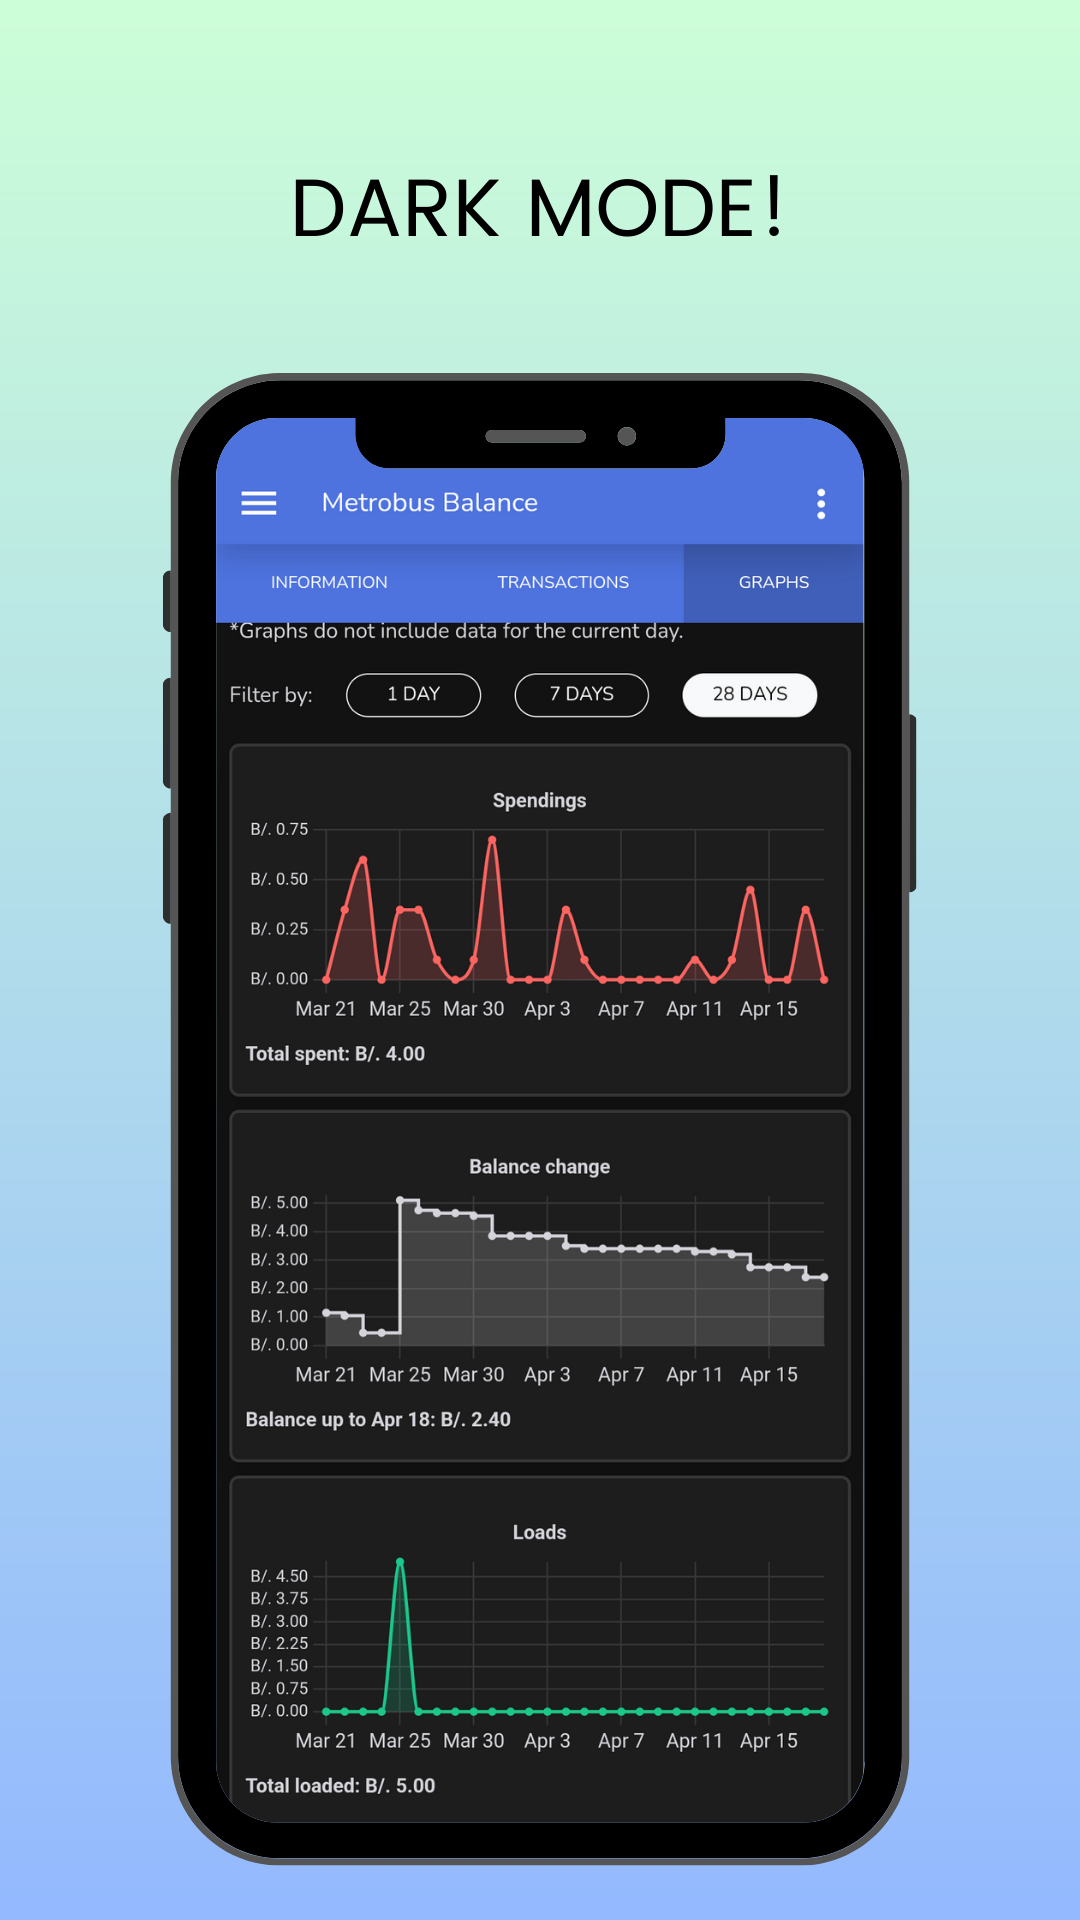 DARK MODE!
Metrobus Balance
INFORMATION TRANSACTIONS GRAPHS
*Graphs do not include data for the current day.
Filter by: 1 DAY 7 DAYS 28 DAYS
Spendings
B/. 0.75
B/. 0.50
B/. 0.25
B/. 0.00
Mar 21 Mar 25 Mar 30 Apr 3 Apr 7 Apr 11 Apr 15
Total spent: B/. 4.00
Balance change
B/. 5.00
B/. 4.00
B/. 3.00
B/. 2.00
B/. 1.00
B/. 0.00
Mar 21 Mar 25 Mar 30 Apr 3 Apr 7 Apr 11 Apr 15
Balance up to Apr 18: B/. 2.40
Loads
B/. 4.50
B/. 3.75
B/. 3.00
B/. 2.25
B/. 1.50
B/. 0.75
B/. 0.00
Mar 21 Mar 25 Mar 30 Apr 3 Apr 7 Apr 11 Apr 15
Total loaded: B/. 5.00